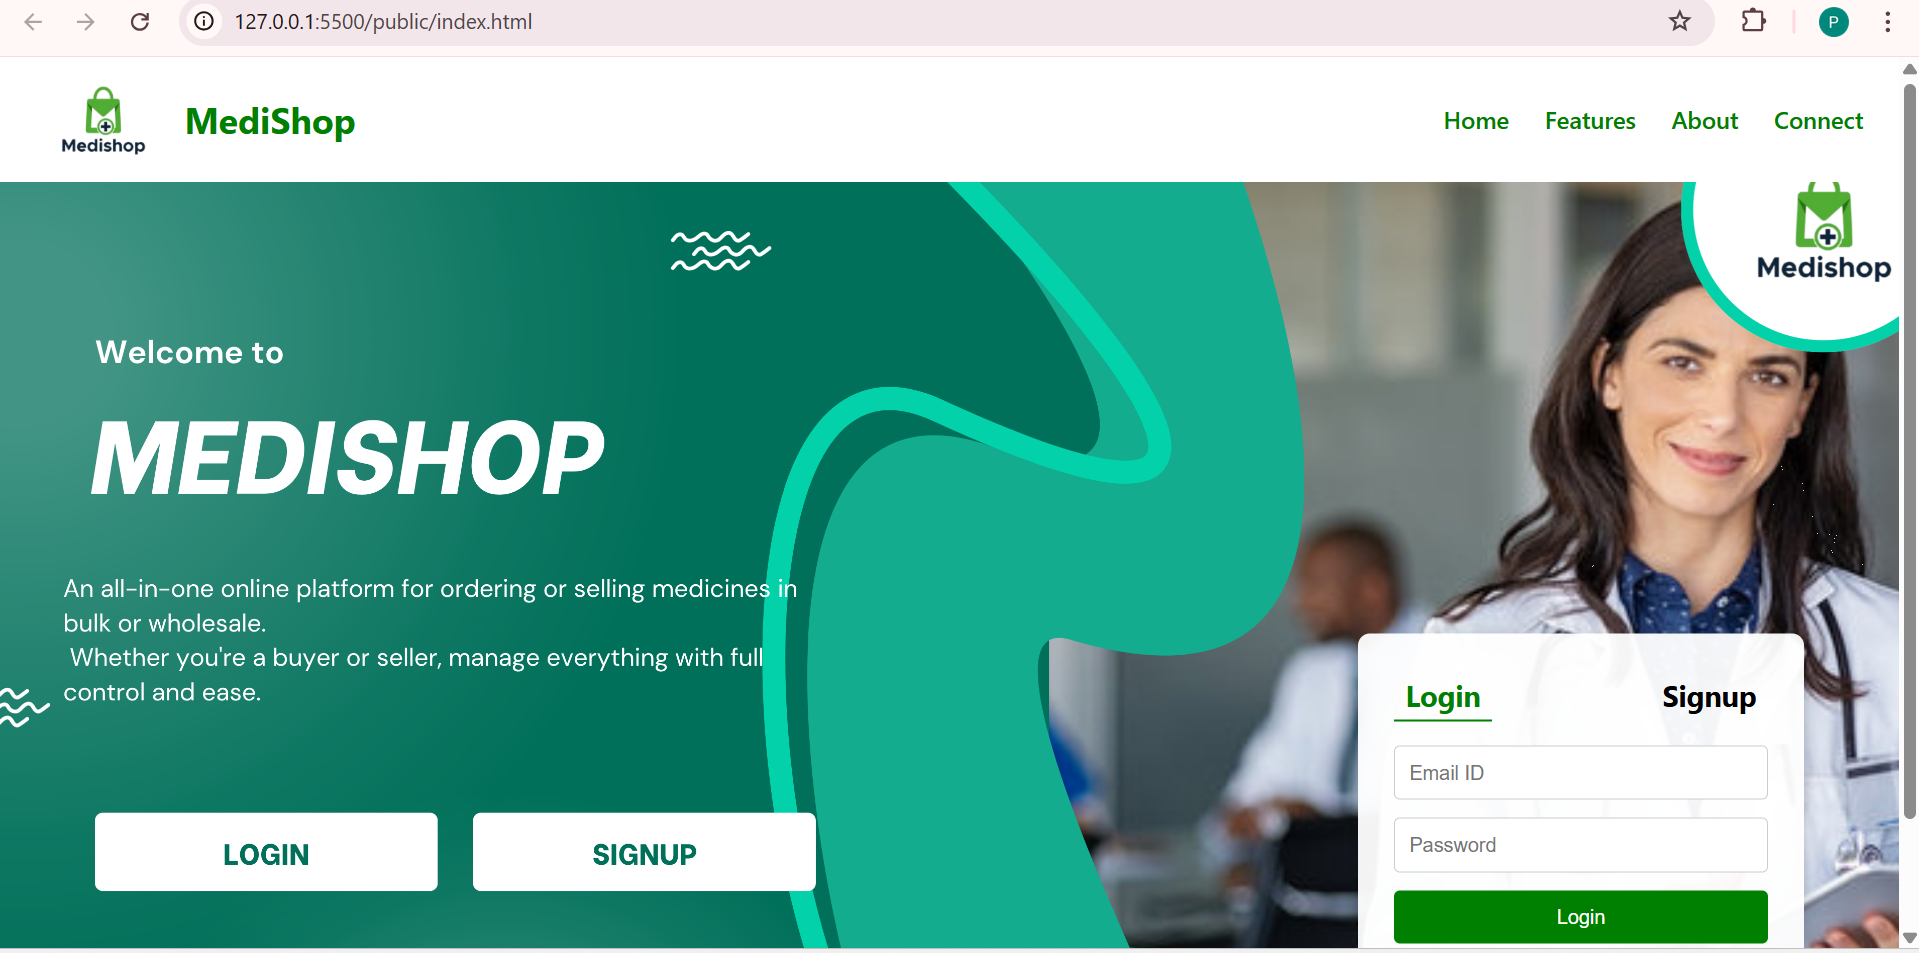 127.0.0.1:5500/public/index.html
P
Medishop
MediShop
Home
Features
About
Connect
Medishop
Welcome to
MEDISHOP
An all-in-one online platform for ordering or selling medicines in
bulk or wholesale.
Whether you're a buyer or seller, manage everything with full
control and ease.
LOGIN
SIGNUP
Login
Signup
Email ID
Password
Login